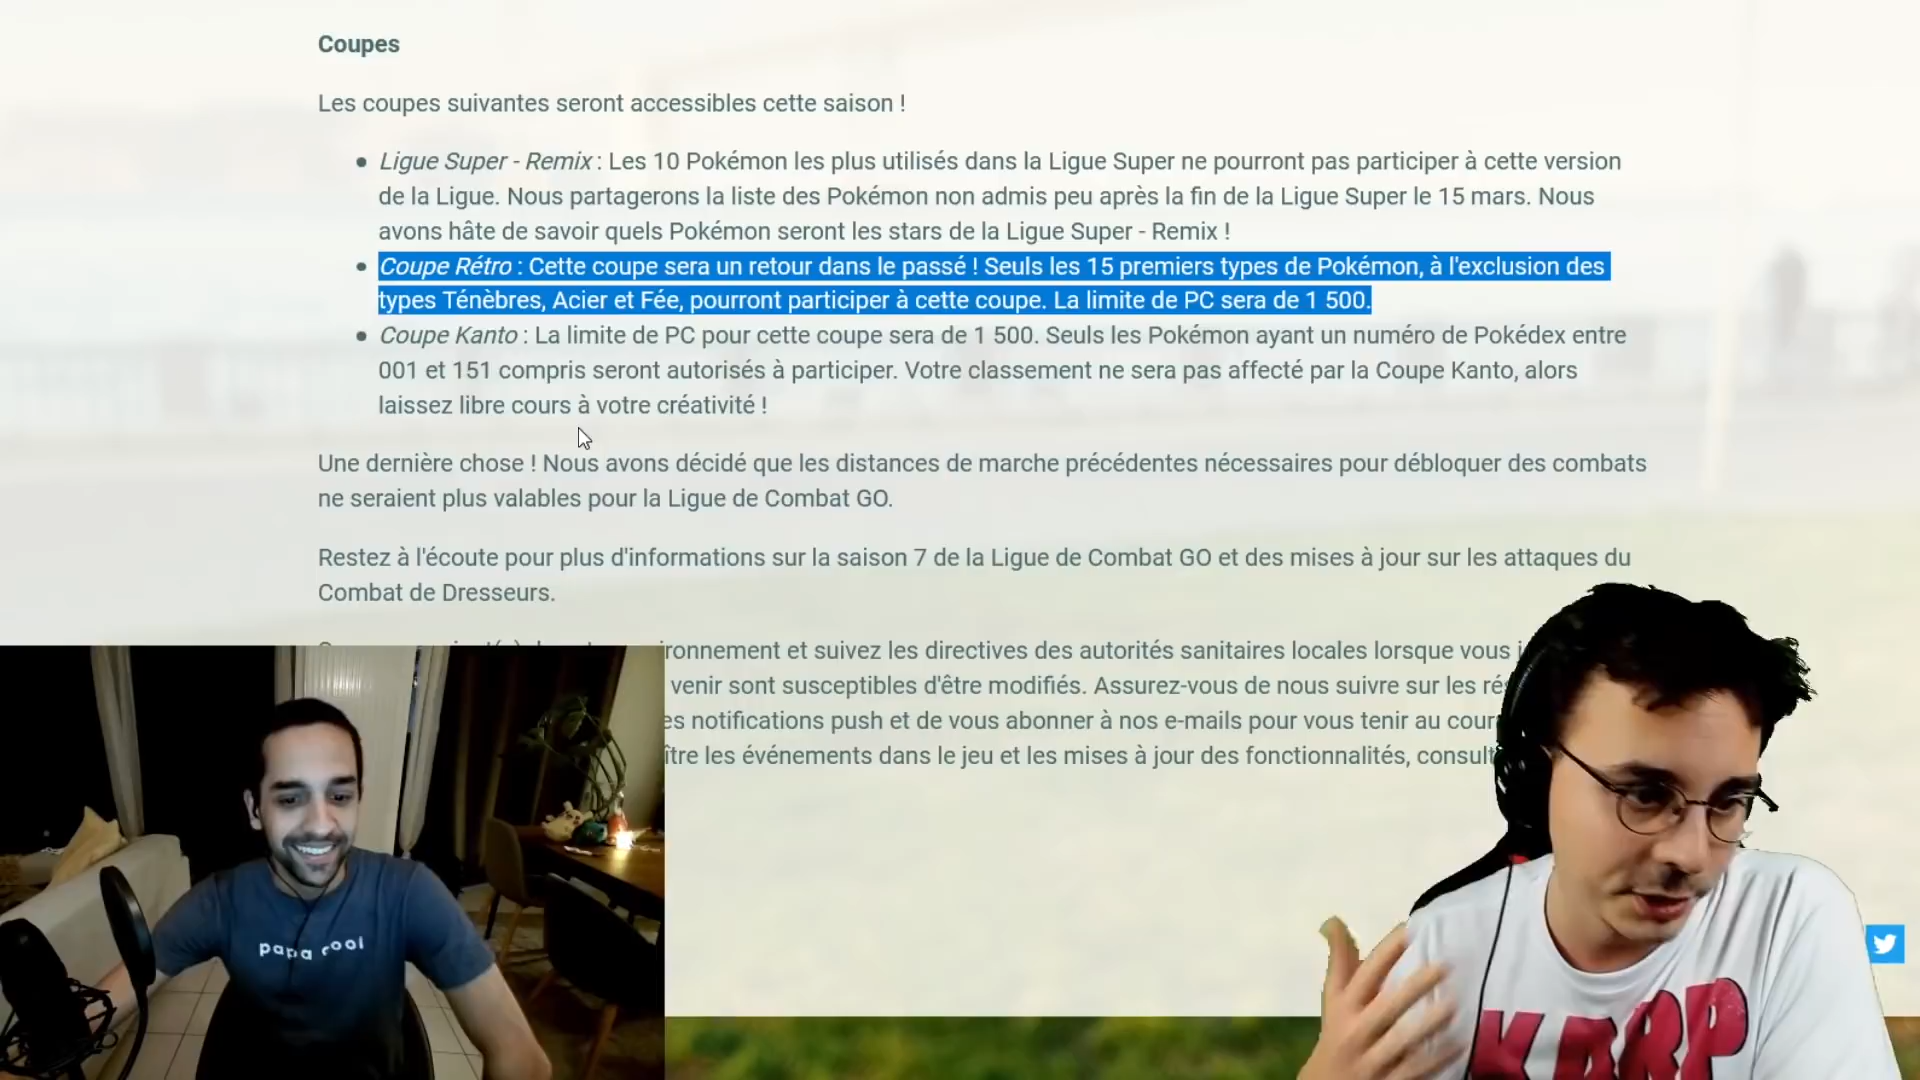 Coupes
Les coupes suivantes seront accessibles cette saison !
Ligue Super - Remix : Les 10 Pokémon les plus utilisés dans la Ligue Super ne pourront pas participer à cette version
de la Ligue. Nous partagerons la liste des Pokémon non admis peu après la fin de la Ligue Super le 15 mars. Nous
avons hâte de savoir quels Pokémon seront les stars de la Ligue Super - Remix !
Coupe Rétro : Cette coupe sera un retour dans le passé ! Seuls les 15 premiers types de Pokémon, à l'exclusion des
types Ténèbres, Acier et Fée, pourront participer à cette coupe. La limite de PC sera de 1 500.
Coupe Kanto : La limite de PC pour cette coupe sera de 1 500. Seuls les Pokémon ayant un numéro de Pokédex entre
001 et 151 compris seront autorisés à participer. Votre classement ne sera pas affecté par la Coupe Kanto, alors
laissez libre cours à votre créativité !
Une dernière chose ! Nous avons décidé que les distances de marche précédentes nécessaires pour débloquer des combats
ne seraient plus valables pour la Ligue de Combat GO.
Restez à l'écoute pour plus d'informations sur la saison 7 de la Ligue de Combat GO et des mises à jour sur les attaques du
Combat de Dresseurs.
ronnement et suivez les directives des autorités sanitaires locales lorsque vous
venir sont susceptibles d'être modifiés. Assurez-vous de nous suivre sur les
es notifications push et de vous abonner à nos e-mails pour vous tenir au
ître les événements dans le jeu et les mises à jour des fonctionnalités,
papa cool
KARP